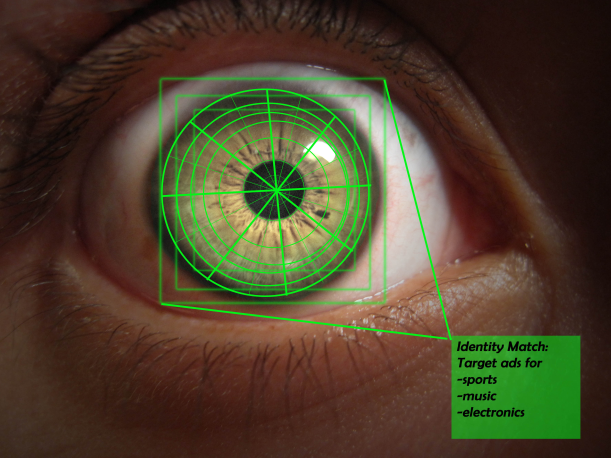 Identity Match:
Target ads for
-sports
-music
-electronics